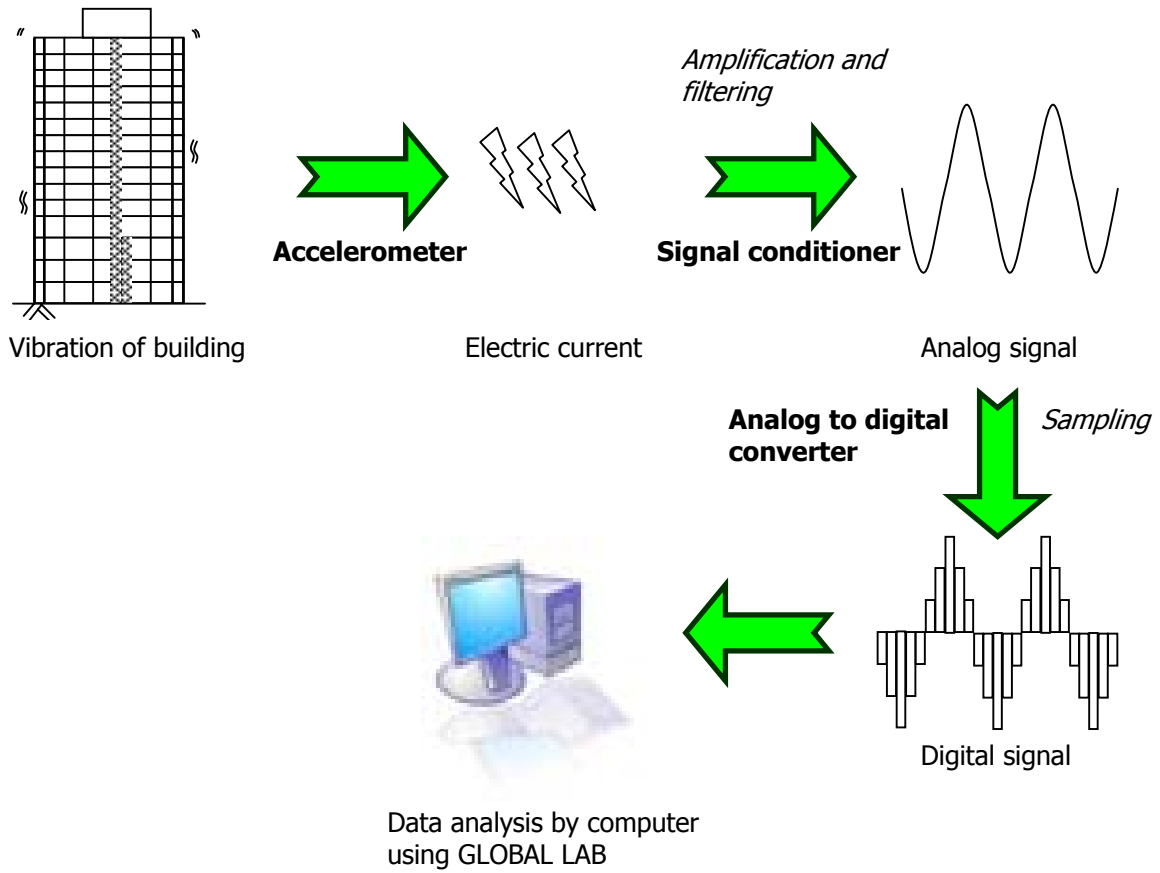 Amplification and
filtering
Accelerometer
Signal conditioner
Vibration of building
Electric current
Analog signal
Analog to digital
converter
Sampling
Digital signal
Data analysis by computer
using GLOBAL LAB